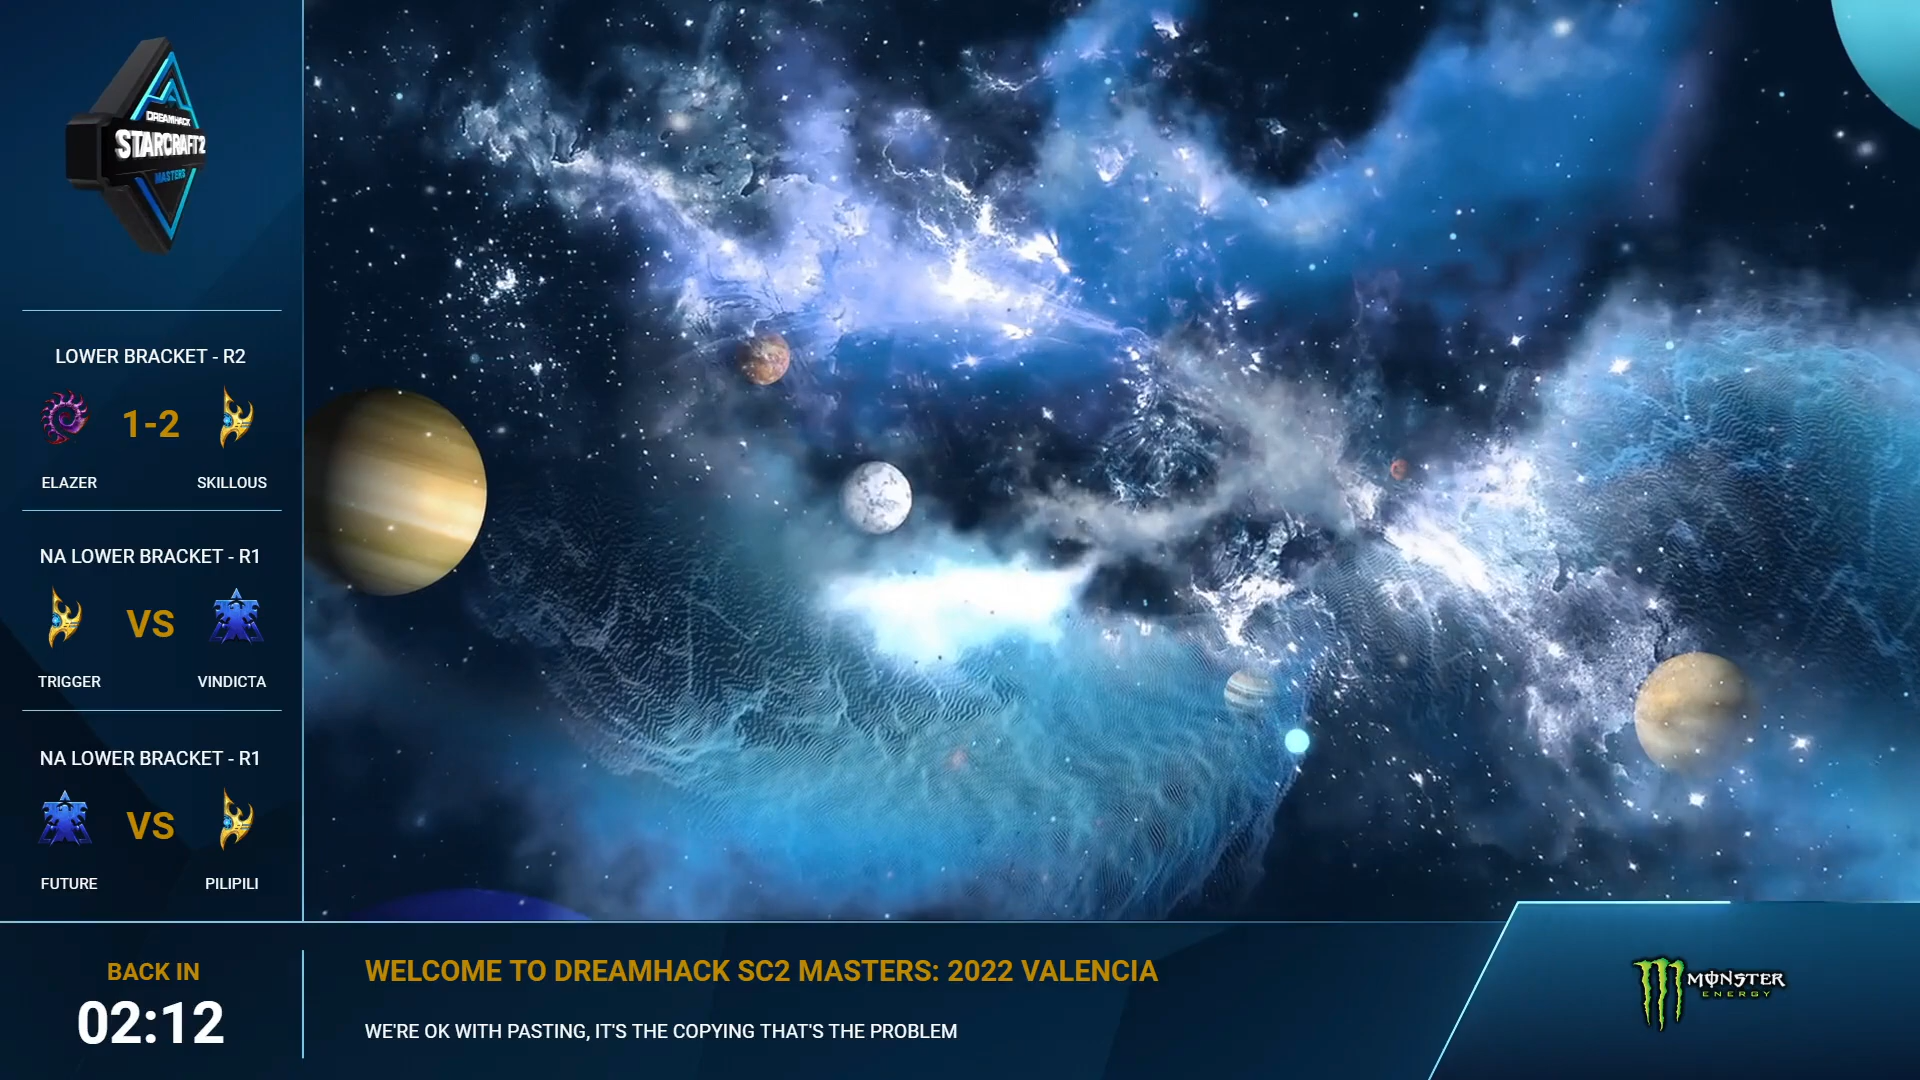 DREAMHACK
STARCRAFT 2
MASTERS
LOWER BRACKET - R2
1-2
ELAZER SKILLOUS
NA LOWER BRACKET - R1
VS
TRIGGER VINDICTA
NA LOWER BRACKET - R1
VS
FUTURE PILIPILI
BACK IN
02:12
WELCOME TO DREAMHACK SC2 MASTERS: 2022 VALENCIA
WE'RE OK WITH PASTING, IT'S THE COPYING THAT'S THE PROBLEM
MONSTER
ENERGY